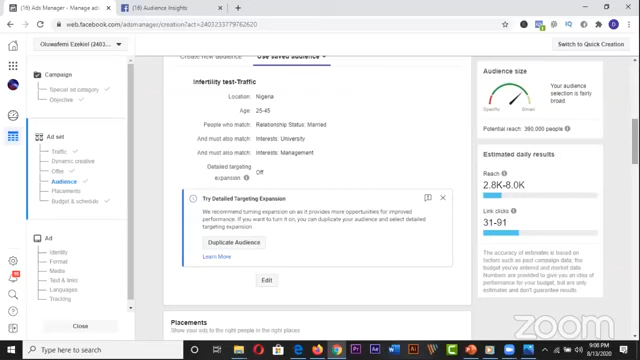 (16) Ads Manager - Manage ads
(16) Audience Insights
web.facebook.com/adsmanager/creation?act=2403233779762620
Oluwafemi Ezekiel (2403...
Switch to Quick Creation
Campaign
Special ad category
Objective
Ad set
Traffic
Dynamic creative
Offer
Audience
Placements
Budget & schedule
Ad
Identity
Format
Media
Text & links
Languages
Tracking
Close
Create new audience
Use saved audience
Infertility test-Traffic
Location: Nigeria
Age: 25-45
People who match: Relationship Status: Married
And must also match: Interests: University
And must also match: Interests: Management
Detailed targeting
expansion Off
Try Detailed Targeting Expansion
We recommend turning expansion on as it provides more opportunities for improved
performance. If you want to turn it on, you can duplicate your audience and select detailed
targeting expansion.
Duplicate Audience
Learn More
Edit
Placements
Show your ads to the right people in the right places
Audience size
Your audience
selection is fairly
broad.
Specific
Broad
Potential reach: 390,000 people
Estimated daily results
Reach
2.8K-8.0K
Link clicks
31-91
The accuracy of estimates is based on
factors such as past campaign data, the
budget you've entered and market data.
Numbers are provided to give you an idea of
performance for your budget, but are only
estimates and don't guarantee results.
zoom
Type here to search
9:08 PM
8/13/2020